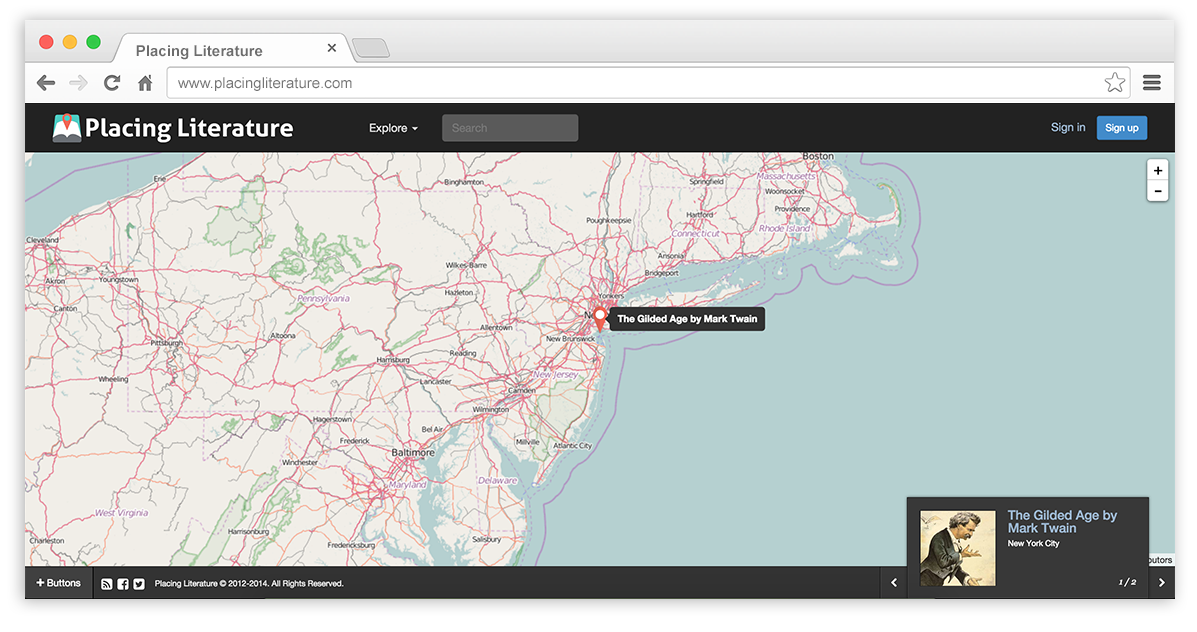 Placing Literature
www.placingliterature.com
Placing Literature
Explore
Search
Sign in
Sign up
Boston
Erie
Binghamton
Springfield
Massachusetts
Woonsocket
Poughkeepsie
Hartford
Providence
Connecticut
Rhode Island
Cleveland
Ansonia
Wilkes-Barre
Bridgeport
Akron
Youngstown
Hazleton
Yonkers
Pennsylvania
Canton
The Gilded Age by Mark Twain
Allentown
Altoona
New Brunswick
Pittsburgh
Reading
Harrisburg
New Jersey
Wheeling
Lancaster
Camden
Wilmington
Hagerstown
Bel Air
Frederick
Millville
Atlantic City
Baltimore
Winchester
Delaware
Maryland
West Virginia
Harrisonburg
Charleston
Fredericksburg
Salisbury
+
-
The Gilded Age by
Mark Twain
New York City
1 / 2
+ Buttons
Placing Literature © 2012-2014. All Rights Reserved.